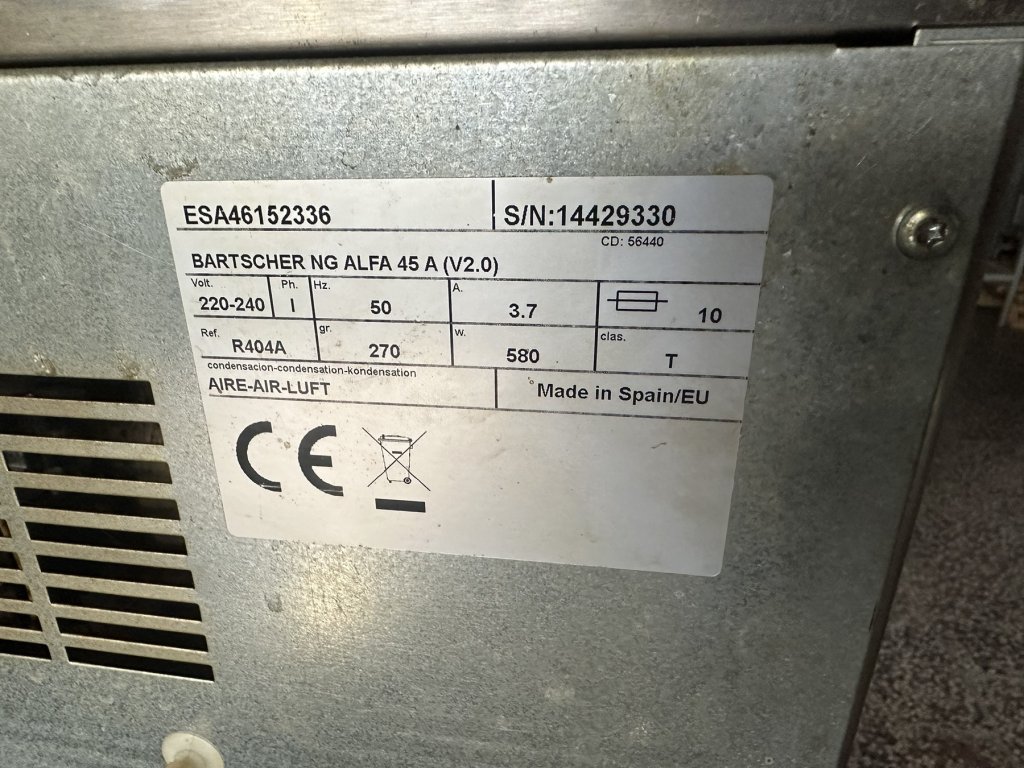 ESA46152336 S/N:14429330
CD: 56440
BARTSCHER NG ALFA 45 A (V2.0)
Volt. Ph. Hz. A.
220-240 I 50 3.7 10
Ref. gr. w. clas.
R404A 270 580 T
condensacion-condensation-kondensation
AIRE-AIR-LUFT Made in Spain/EU
CE